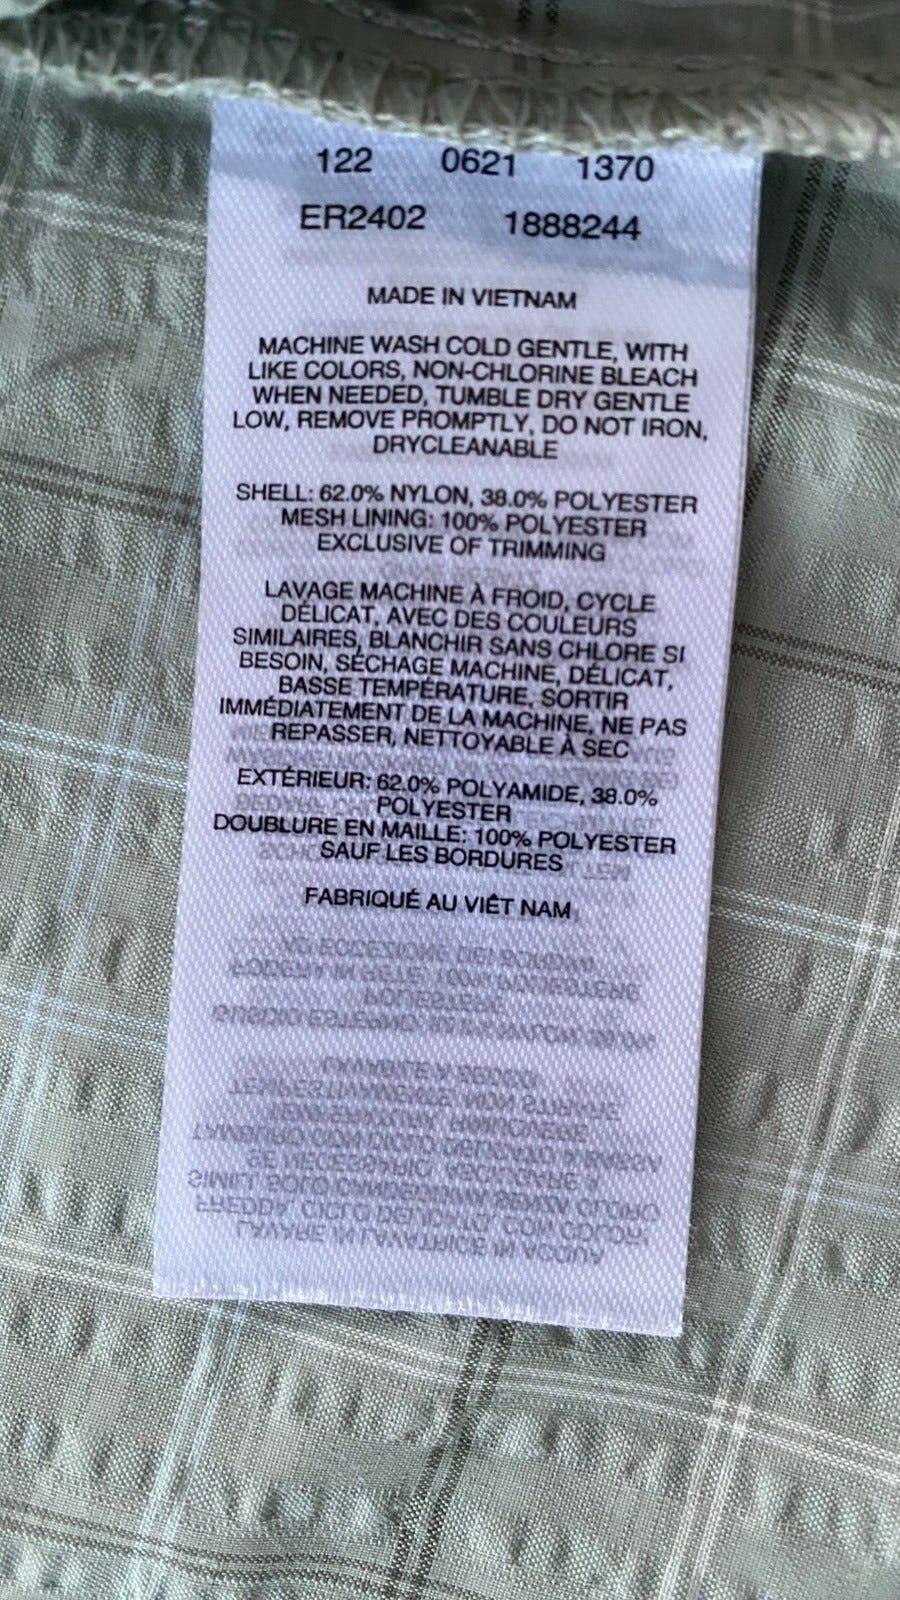 122 0621 1370
ER2402 1888244
MADE IN VIETNAM
MACHINE WASH COLD GENTLE, WITH
LIKE COLORS, NON-CHLORINE BLEACH
WHEN NEEDED, TUMBLE DRY GENTLE
LOW, REMOVE PROMPTLY, DO NOT IRON,
DRYCLEANABLE
SHELL: 62.0% NYLON, 38.0% POLYESTER
MESH LINING: 100% POLYESTER
EXCLUSIVE OF TRIMMING
LAVAGE MACHINE À FROID, CYCLE
DÉLICAT, AVEC DES COULEURS
SIMILAIRES, BLANCHIR SANS CHLORE SI
BESOIN, SÉCHAGE MACHINE, DÉLICAT,
BASSE TEMPÉRATURE, SORTIR
IMMÉDIATEMENT DE LA MACHINE, NE PAS
REPASSER, NETTOYABLE À SEC
EXTÉRIEUR: 62.0% POLYAMIDE, 38.0%
POLYESTER
DOUBLURE EN MAILLE: 100% POLYESTER
SAUF LES BORDURES
FABRIQUÉ AU VIÊT NAM